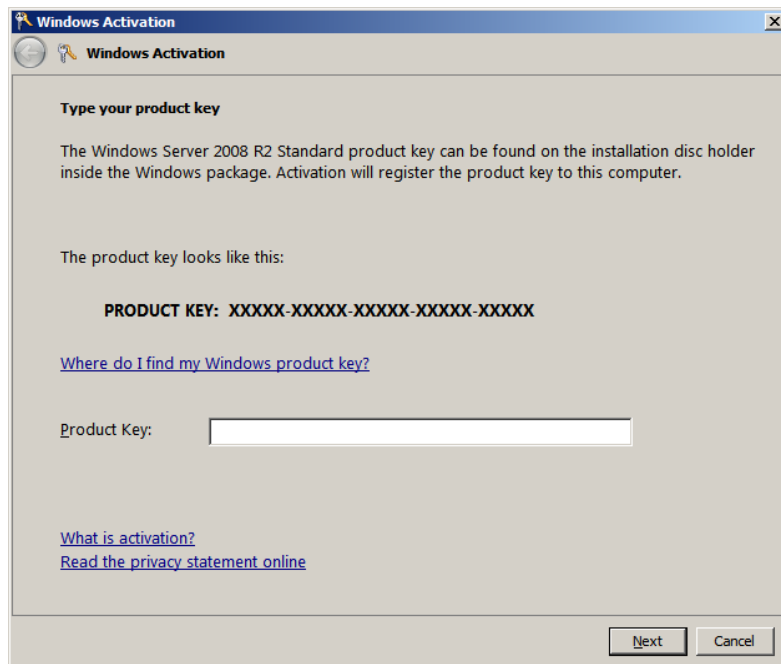 Windows Activation
Windows Activation
Type your product key
The Windows Server 2008 R2 Standard product key can be found on the installation disc holder
inside the Windows package. Activation will register the product key to this computer.
The product key looks like this:
PRODUCT KEY: XXXXX-XXXXX-XXXXX-XXXXX-XXXXX
Where do I find my Windows product key?
Product Key:
What is activation?
Read the privacy statement online
Next Cancel